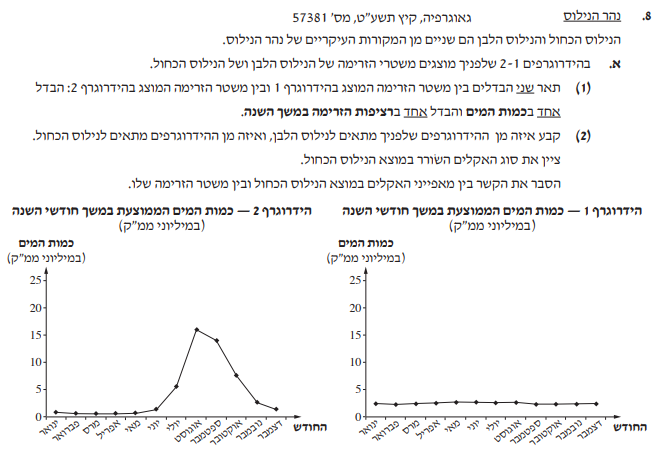 8. נהר הנילוס גאוגרפיה, קיץ תשע"ט, מס' 57381
הנילוס הכחול והנילוס הלבן הם שניים מן המקורות העיקריים של נהר הנילוס.
א. בהידרוגרפים 1-2 שלפניך מוצגים משטרי הזרימה של הנילוס הלבן ושל הנילוס הכחול.
(1) תאר שני הבדלים בין משטר הזרימה המוצג בהידרוגרף 1 ובין משטר הזרימה המוצג בהידרוגרף 2: הבדל
אחד בכמות המים והבדל אחד ברציפות הזרימה במשך השנה.
(2) קבע איזה מן ההידרוגרפים שלפניך מתאים לנילוס הלבן, ואיזה מן ההידרוגרפים מתאים לנילוס הכחול.
ציין את סוג האקלים השורר במוצא הנילוס הכחול.
הסבר את הקשר בין מאפייני האקלים במוצא הנילוס הכחול ובין משטר הזרימה שלו.
הידרוגרף 1 — כמות המים הממוצעת במשך חודשי השנה
(במיליוני ממ"ק)
כמות המים
(במיליוני ממ"ק)
25
20
15
10
5
0
ינואר
פברואר
מרס
אפריל
מאי
יוני
יולי
אוגוסט
ספטמבר
אוקטובר
נובמבר
דצמבר
החודש
הידרוגרף 2 — כמות המים הממוצעת במשך חודשי השנה
(במיליוני ממ"ק)
כמות המים
(במיליוני ממ"ק)
25
20
15
10
5
0
ינואר
פברואר
מרס
אפריל
מאי
יוני
יולי
אוגוסט
ספטמבר
אוקטובר
נובמבר
דצמבר
החודש